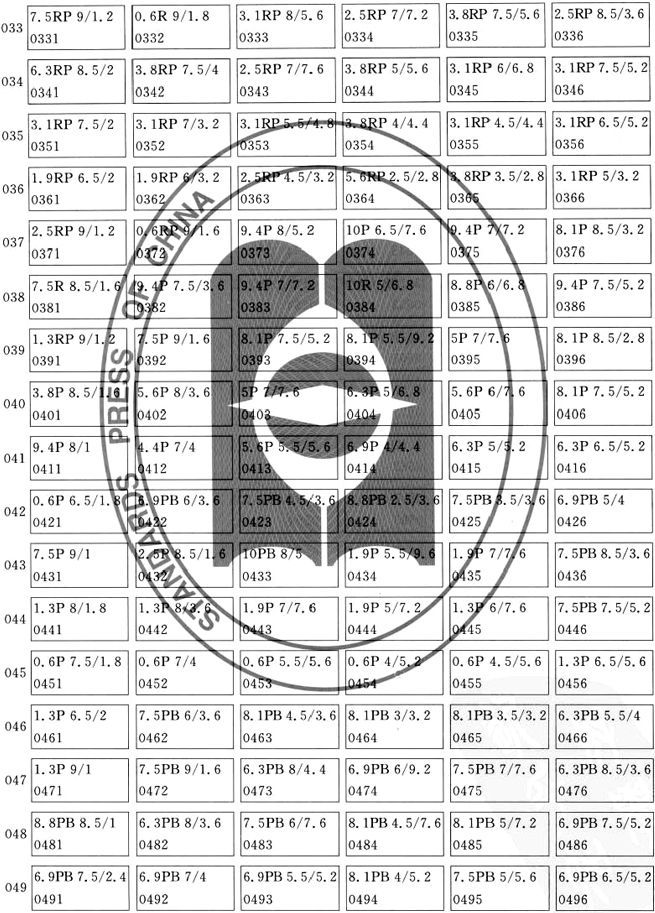 033 7.5RP 9/1.2 0.6R 9/1.8 3.1RP 8/5.6 2.5RP 7/7.2 3.8RP 7.5/5.6 2.5RP 8.5/3.6
0331 0332 0333 0334 0335 0336
034 6.3RP 8.5/2 3.8RP 7.5/4 2.5RP 7/7.6 3.8RP 5/5.6 3.1RP 6/6.8 3.1RP 7.5/5.2
0341 0342 0343 0344 0345 0346
035 3.1RP 7.5/2 3.1RP 7/3.2 3.1RP 5.5/4.8 3.8RP 4/4.4 3.1RP 4.5/4.4 3.1RP 6.5/5.2
0351 0352 0353 0354 0355 0356
036 1.9RP 6.5/2 1.9RP 6/3.2 2.5RP 4.5/3.2 5.6RP 2.5/2.8 3.8RP 3.5/2.8 3.1RP 5/3.2
0361 0362 0363 0364 0365 0366
037 2.5RP 9/1.2 0.6RP 9/1.6 9.4P 8/5.2 10P 6.5/7.6 9.4P 7/7.2 8.1P 8.5/3.2
0371 0372 0373 0374 0375 0376
038 7.5R 8.5/1.6 9.4P 7.5/3.6 9.4P 7/7.2 10R 5/6.8 8.8P 6/6.8 9.4P 7.5/5.2
0381 0382 0383 0384 0385 0386
039 1.3RP 9/1.2 7.5P 9/1.6 8.1P 7.5/5.2 8.1P 5.5/9.2 5P 7/7.6 8.1P 8.5/2.8
0391 0392 0393 0394 0395 0396
040 3.8P 8.5/1.6 5.6P 8/3.6 5P 7/7.6 6.3P 5/6.8 5.6P 6/7.6 8.1P 7.5/5.2
0401 0402 0403 0404 0405 0406
041 9.4P 8/1 4.4P 7/4 5.6P 5.5/5.6 6.9P 4/4.4 6.3P 5/5.2 6.3P 6.5/5.2
0411 0412 0413 0414 0415 0416
042 0.6P 6.5/1.8 6.9PB 6/3.6 7.5PB 4.5/3.6 8.8PB 2.5/3.6 7.5PB 3.5/3.6 6.9PB 5/4
0421 0422 0423 0424 0425 0426
043 7.5P 9/1 2.5P 8.5/1.6 10PB 8/5 1.9P 5.5/9.6 1.9P 7/7.6 7.5PB 8.5/3.6
0431 0432 0433 0434 0435 0436
044 1.3P 8/1.8 1.3P 8/3.6 1.9P 7/7.6 1.9P 5/7.2 1.3P 6/7.6 7.5PB 7.5/5.2
0441 0442 0443 0444 0445 0446
045 0.6P 7.5/1.8 0.6P 7/4 0.6P 5.5/5.6 0.6P 4/5.2 0.6P 4.5/5.6 1.3P 6.5/5.6
0451 0452 0453 0454 0455 0456
046 1.3P 6.5/2 7.5PB 6/3.6 8.1PB 4.5/3.6 8.1PB 3/3.2 8.1PB 3.5/3.2 6.3PB 5.5/4
0461 0462 0463 0464 0465 0466
047 1.3P 9/1 7.5PB 9/1.6 6.3PB 8/4.4 6.9PB 6/9.2 7.5PB 7/7.6 6.3PB 8.5/3.6
0471 0472 0473 0474 0475 0476
048 8.8PB 8.5/1 6.3PB 8/3.6 7.5PB 6/7.6 8.1PB 4.5/7.6 8.1PB 5/7.2 6.9PB 7.5/5.2
0481 0482 0483 0484 0485 0486
049 6.9PB 7.5/2.4 6.9PB 7/4 6.9PB 5.5/5.2 8.1PB 4/5.2 7.5PB 5/5.6 6.9PB 6.5/5.2
0491 0492 0493 0494 0495 0496
STANDARDS PRESS OF CHINA